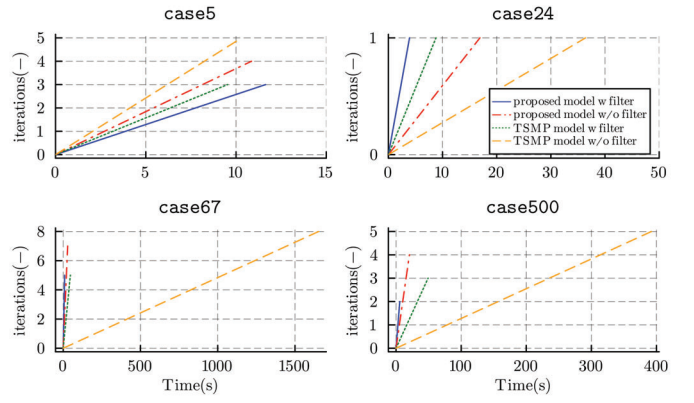 case5
iterations(−)
5
4
3
2
1
0
0 5 10 15
case24
iterations(−)
1
0
0 10 20 30 40 50
proposed model w filter
proposed model w/o filter
TSMP model w filter
TSMP model w/o filter
case67
iterations(−)
8
6
4
2
0
0 500 1000 1500
Time(s)
case500
iterations(−)
5
4
3
2
1
0
0 100 200 300 400
Time(s)